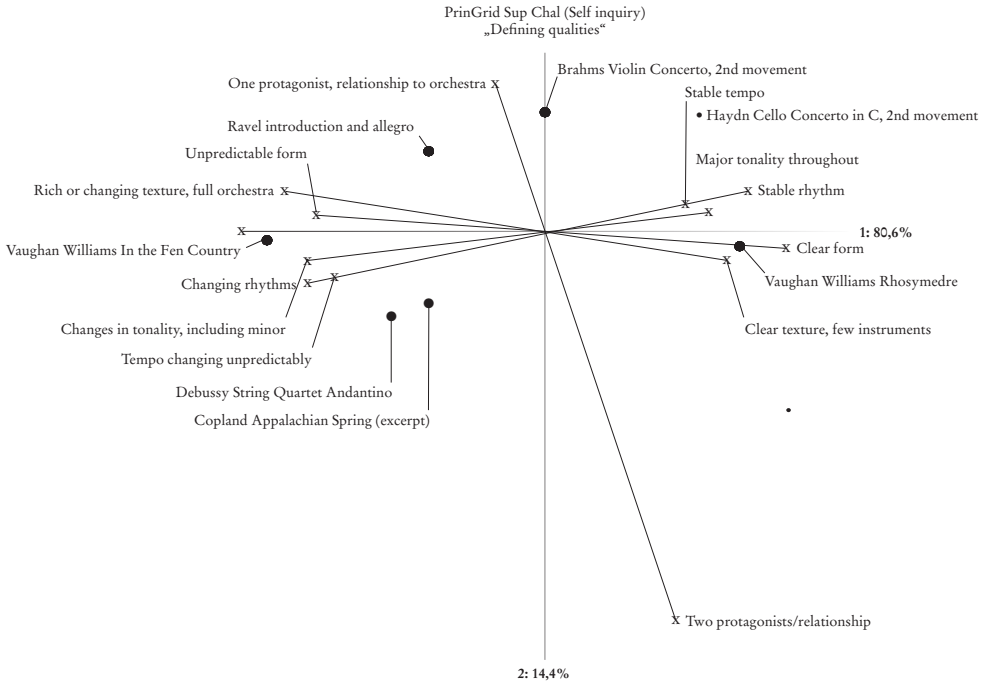 PrinGrid Sup Chal (Self inquiry)
„Defining qualities“
Brahms Violin Concerto, 2nd movement
One protagonist, relationship to orchestra x
Stable tempo
Haydn Cello Concerto in C, 2nd movement
Ravel introduction and allegro
Unpredictable form
Major tonality throughout
Rich or changing texture, full orchestra x
x Stable rhythm
x
x
x
x
1: 80,6%
Vaughan Williams In the Fen Country
x Clear form
x
x
Changing rhythms x
x
Vaughan Williams Rhosymedre
Changes in tonality, including minor
Clear texture, few instruments
Tempo changing unpredictably
Debussy String Quartet Andantino
Copland Appalachian Spring (excerpt)
x Two protagonists/relationship
2: 14,4%